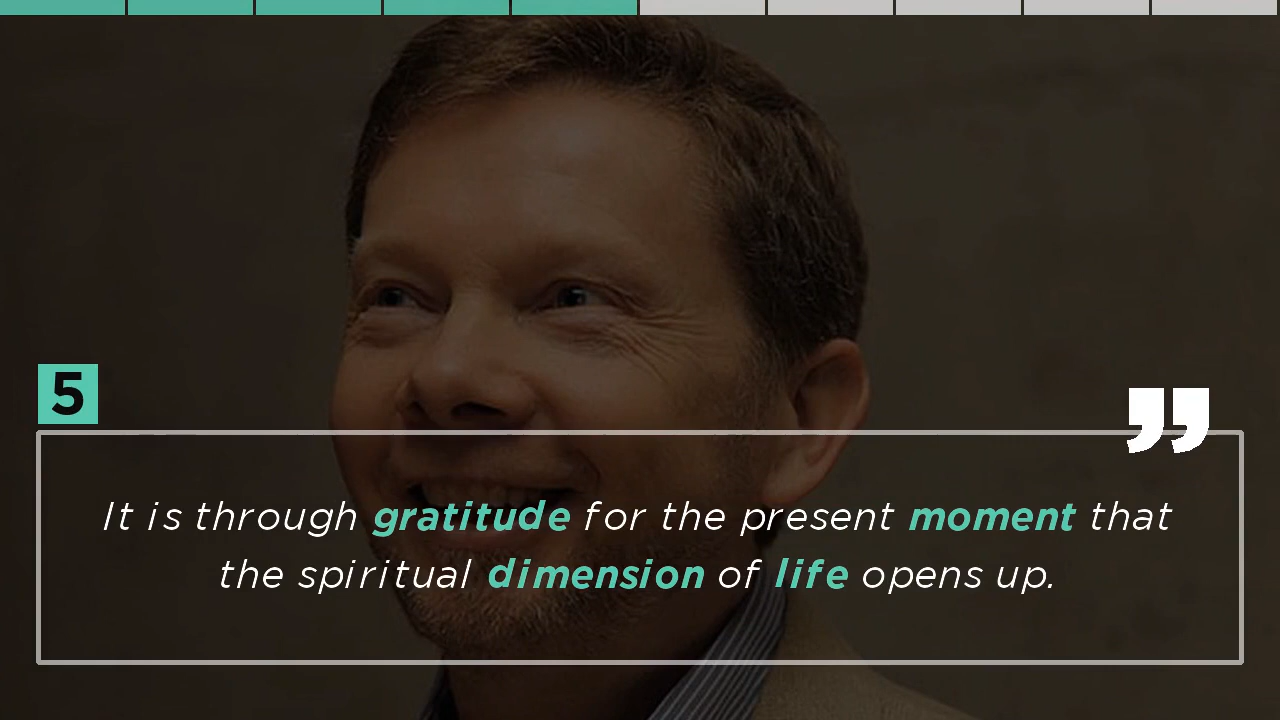 5
”
It is through gratitude for the present moment that
the spiritual dimension of life opens up.